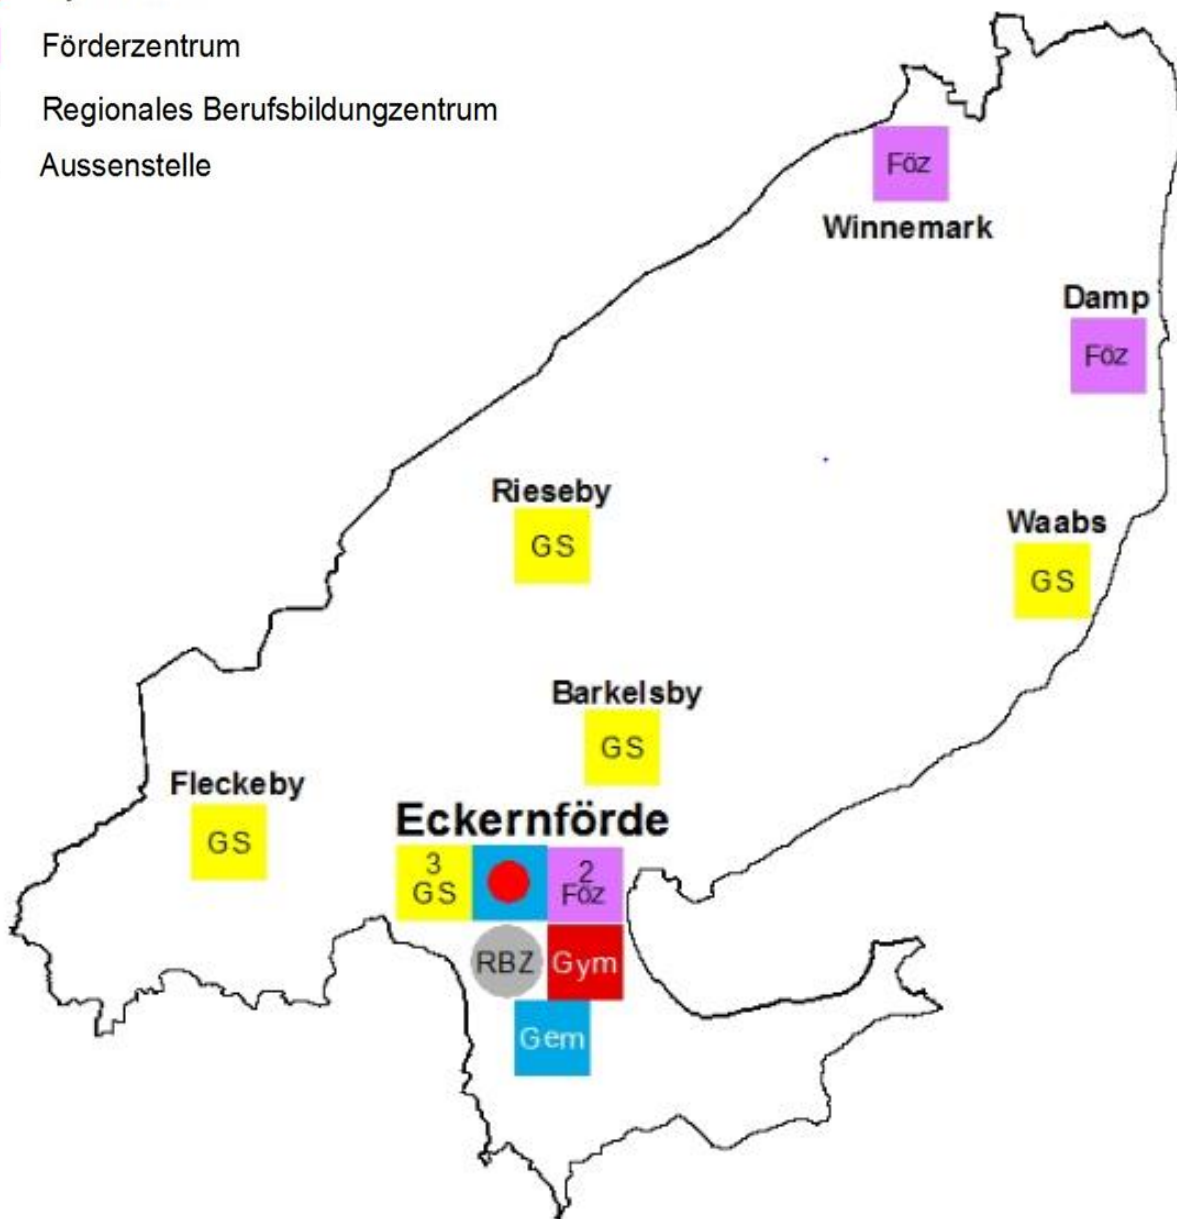 Förderzentrum
Regionales Berufsbildungzentrum
Aussenstelle
Föz
Winnemark
Damp
Föz
Rieseby
GS
Waabs
GS
Barkelsby
GS
Fleckeby
GS
Eckernförde
3
GS
2
Föz
RBZ
Gym
Gem